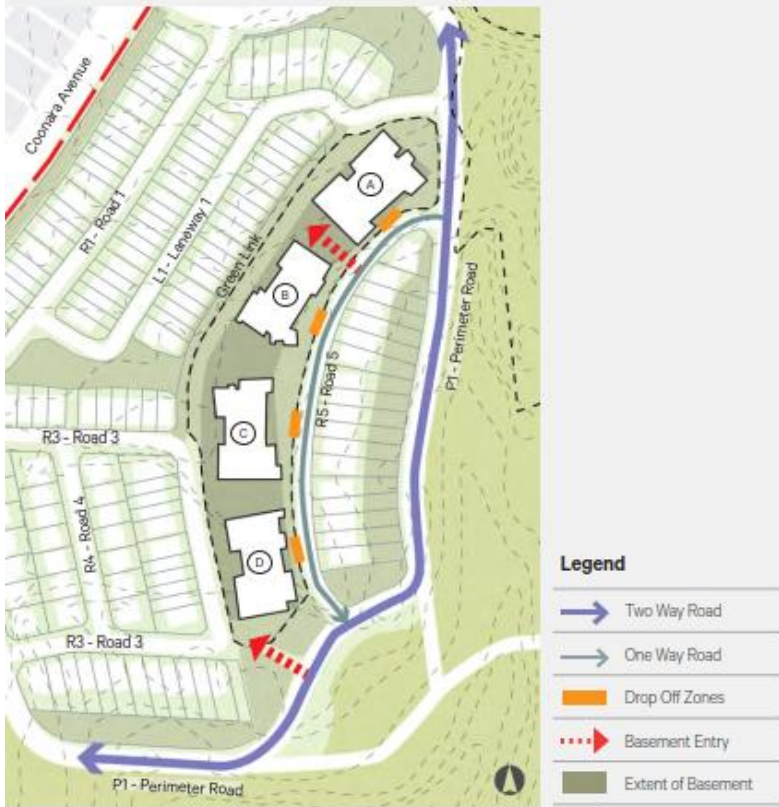 Coonara Avenue
R1 - Road 1
L1 - Laneway 1
Green Link
A
B
C
D
R5 - Road 5
P1 - Perimeter Road
R3 - Road 3
R4 - Road 4
R3 - Road 3
P1 - Perimeter Road
Legend
Two Way Road
One Way Road
Drop Off Zones
Basement Entry
Extent of Basement